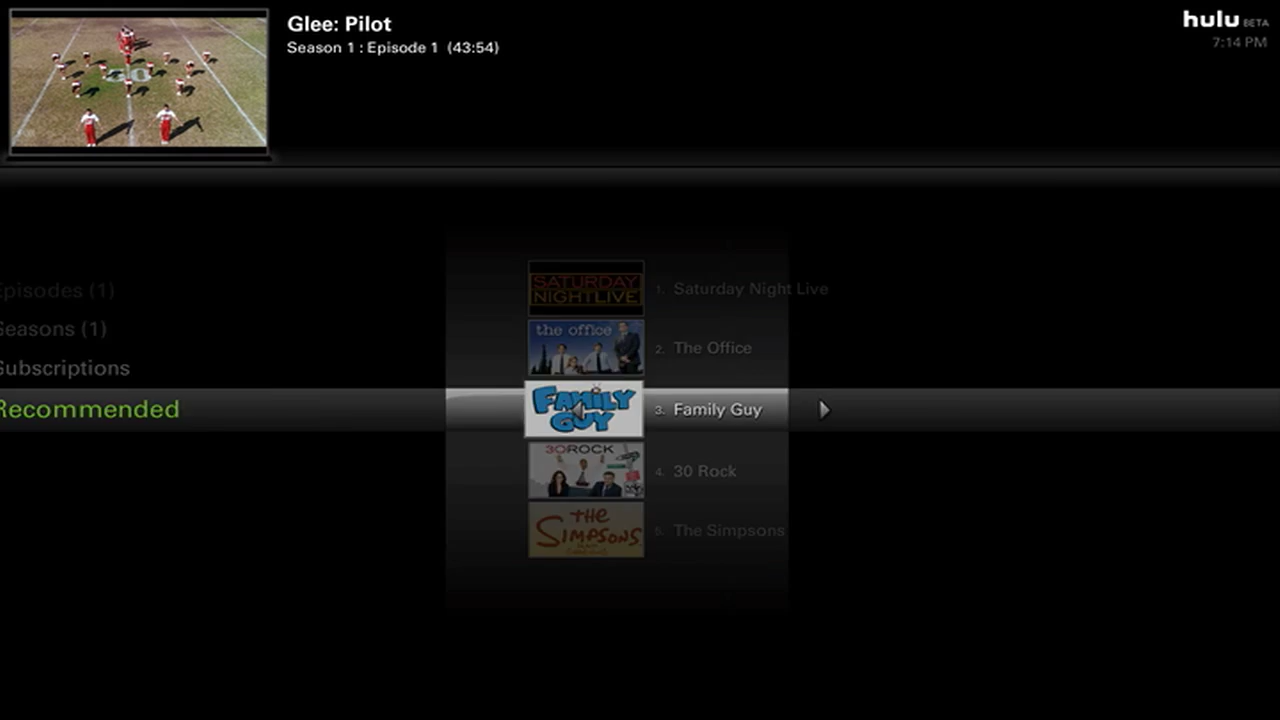 Glee: Pilot
Season 1 : Episode 1 (43:54)
hulu BETA
7:14 PM
30
Episodes (1)
Seasons (1)
Subscriptions
Recommended
SATURDAY
NIGHT LIVE
1. Saturday Night Live
the office
2. The Office
FAMILY
GUY
3. Family Guy
30 ROCK
4. 30 Rock
THE
SIMPSONS
5. The Simpsons